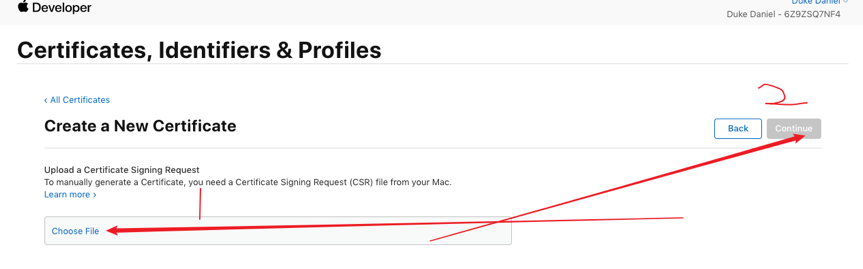 Developer
Duke Daniel
Duke Daniel - 6Z9ZSQ7NF4
Certificates, Identifiers & Profiles
‹ All Certificates
2
Create a New Certificate
Back
Continue
Upload a Certificate Signing Request
To manually generate a Certificate, you need a Certificate Signing Request (CSR) file from your Mac.
Learn more ›
1
Choose File